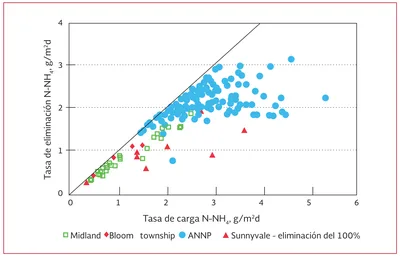 Tasa de eliminación N-NH₄, g/m²d
4
3
2
1
0
0 1 2 3 4 5 6
Tasa de carga N-NH₄, g/m²d
Midland Bloom township ANNP Sunnyvale - eliminación del 100%